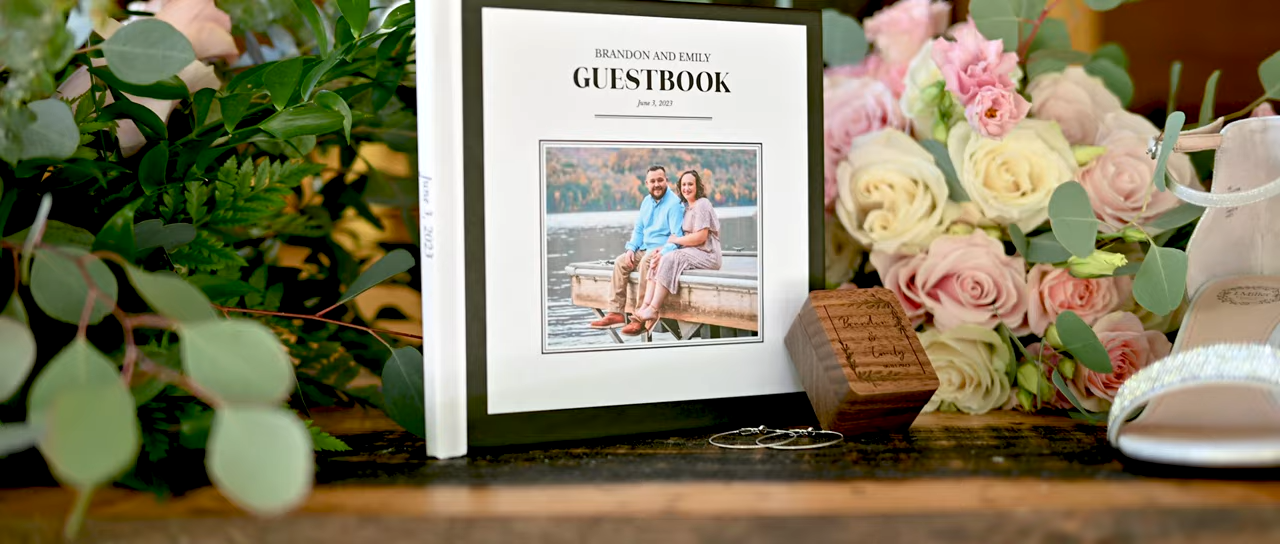 BRANDON AND EMILY
GUESTBOOK
June 3, 2023
June 3, 2023
Brandon
&
Emily